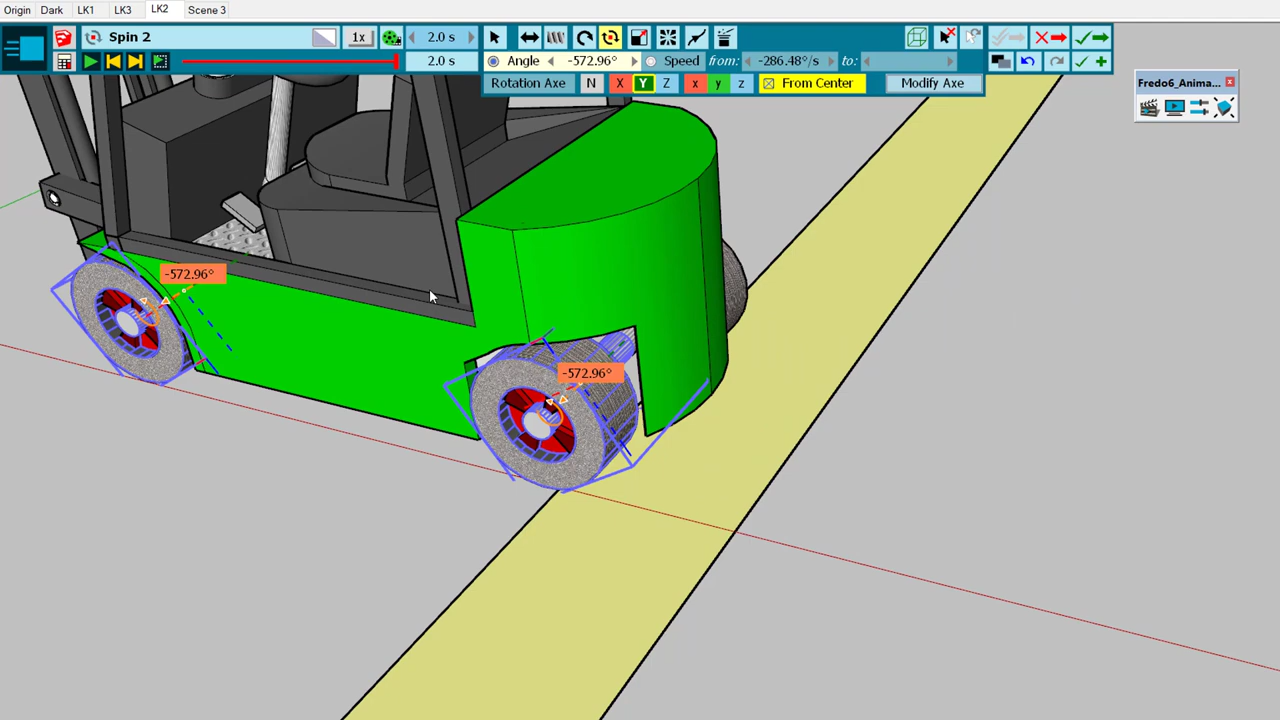 Origin Dark LK1 LK3 LK2 Scene 3
Spin 2 1x 2.0 s
2.0 s Angle -572.96° Speed from: -286.48°/s to:
Rotation Axe N X Y Z x y z From Center Modify Axe
Fredo6_Anima...
-572.96°
-572.96°